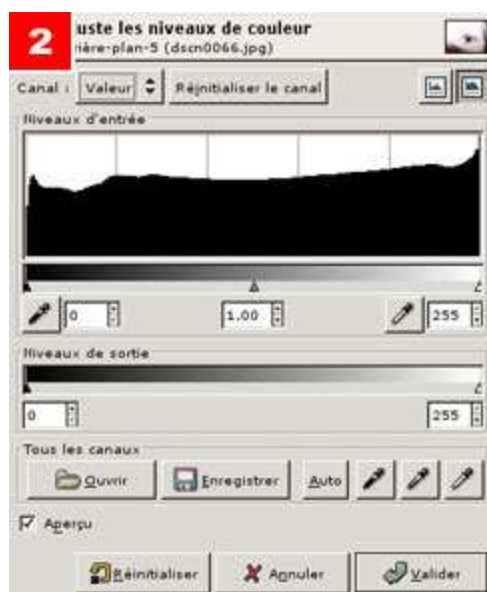 2
uste les niveaux de couleur
rière-plan-5 (dscn0066.jpg)
Canal : Valeur Réinitialiser le canal
Niveaux d'entrée
0 1,00 255
Niveaux de sortie
0 255
Tous les canaux
Ouvrir Enregistrer Auto
Aperçu
Réinitialiser Annuler Valider